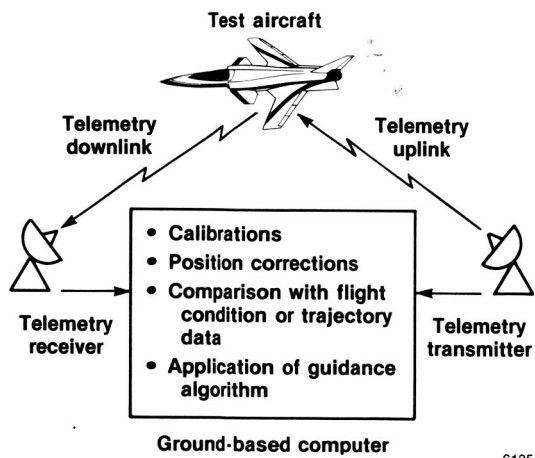 Test aircraft
Telemetry
downlink
Telemetry
uplink
• Calibrations
• Position corrections
• Comparison with flight
condition or trajectory
data
• Application of guidance
algorithm
Telemetry
receiver
Telemetry
transmitter
Ground-based computer